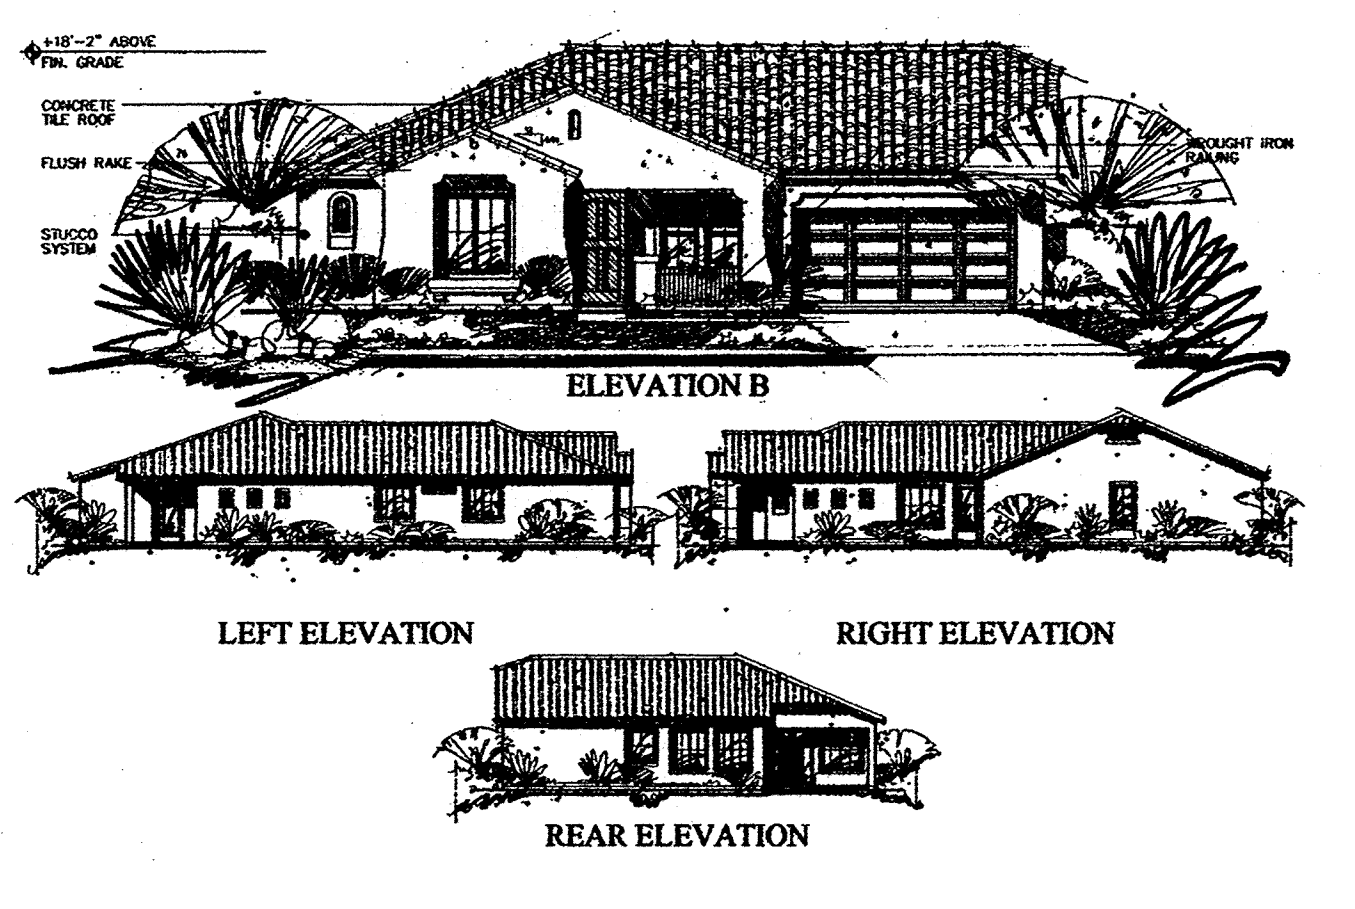 +18'-2" ABOVE
FIN. GRADE
CONCRETE
TILE ROOF
FLUSH RAKE
STUCCO
SYSTEM
WROUGHT IRON
RAILING
ELEVATION B
LEFT ELEVATION
RIGHT ELEVATION
REAR ELEVATION